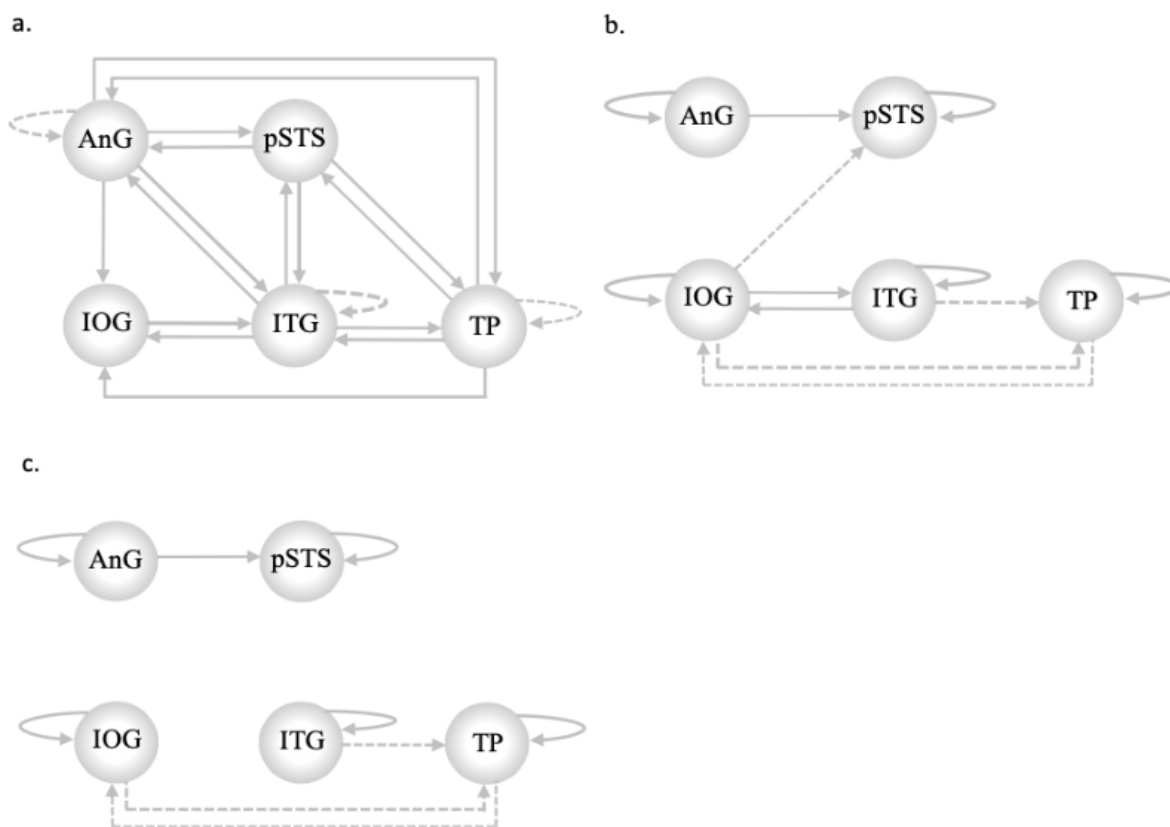 a.
AnG
pSTS
IOG
ITG
TP
b.
AnG
pSTS
IOG
ITG
TP
c.
AnG
pSTS
IOG
ITG
TP